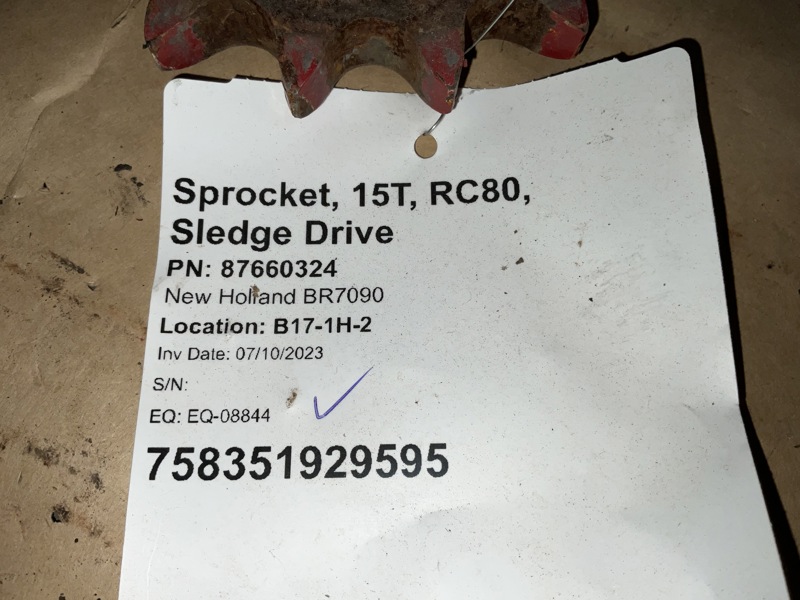 Sprocket, 15T, RC80,
Sledge Drive
PN: 87660324
New Holland BR7090
Location: B17-1H-2
Inv Date: 07/10/2023
S/N:
EQ: EQ-08844
758351929595